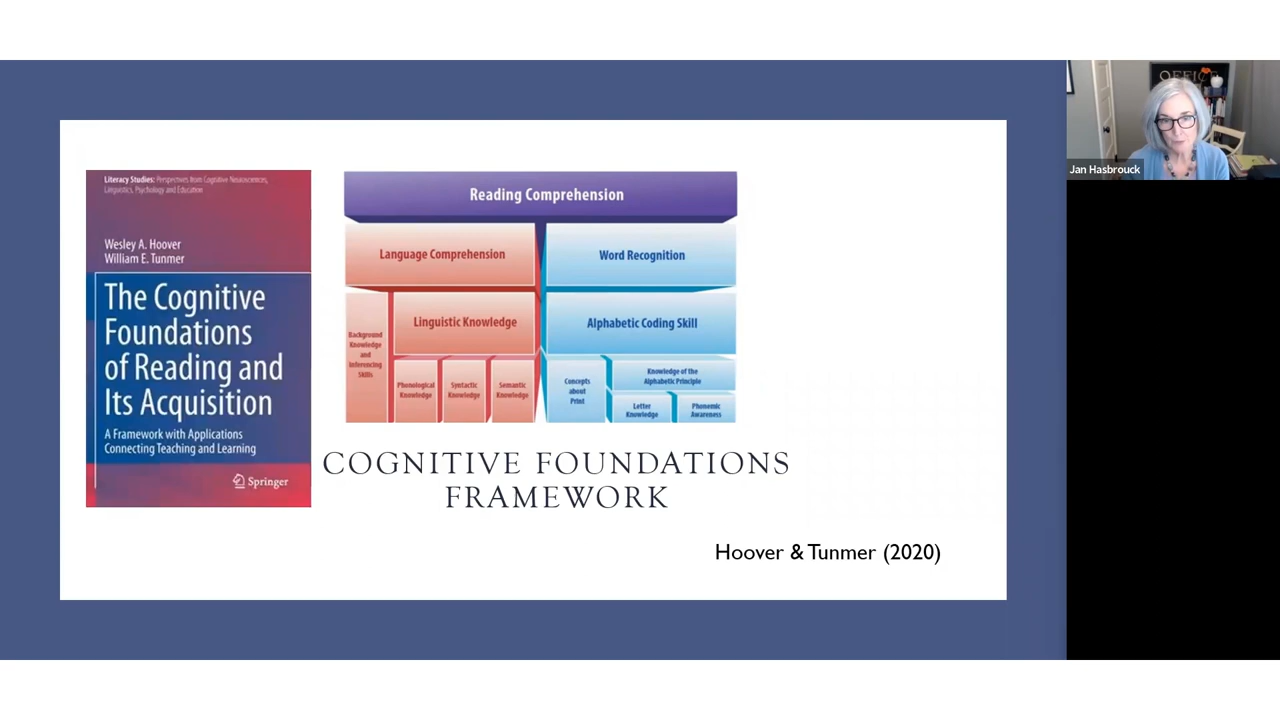 Literacy Studies: Perspectives from Cognitive Neurosciences,
Linguistics, Psychology and Education
Wesley A. Hoover
William E. Tunmer
The Cognitive
Foundations
of Reading and
Its Acquisition
A Framework with Applications
Connecting Teaching and Learning
Springer
Reading Comprehension
Language Comprehension
Word Recognition
Background
Knowledge
and
Inferencing
Skills
Linguistic Knowledge
Alphabetic Coding Skill
Phonological
Knowledge
Syntactic
Knowledge
Semantic
Knowledge
Concepts
about
Print
Knowledge of the
Alphabetic Principle
Letter
Knowledge
Phonemic
Awareness
COGNITIVE FOUNDATIONS
FRAMEWORK
Hoover & Tunmer (2020)
OFFICE
Jan Hasbrouck